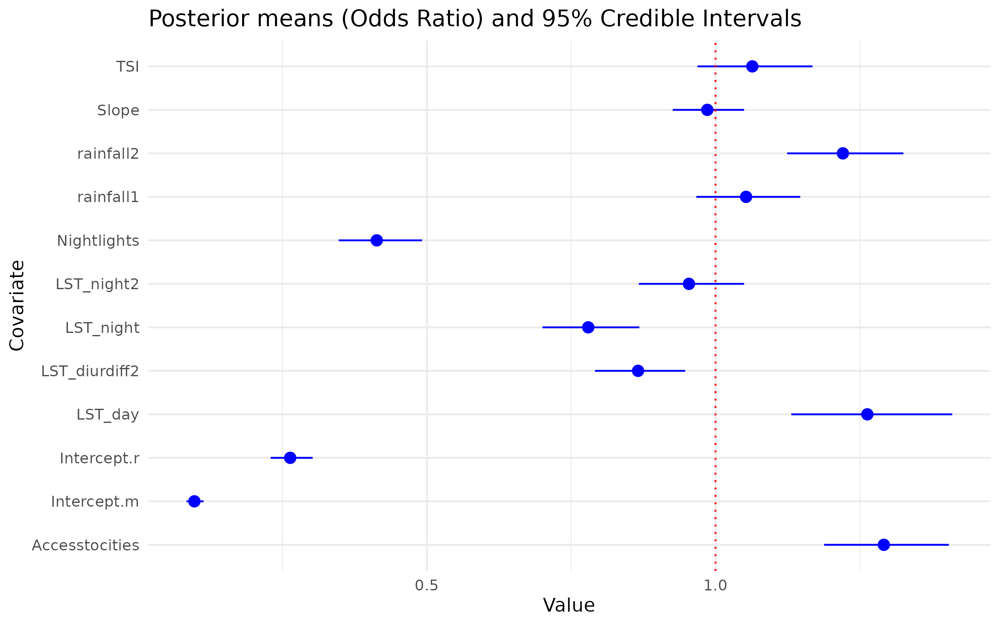 Posterior means (Odds Ratio) and 95% Credible Intervals
Covariate
TSI
Slope
rainfall2
rainfall1
Nightlights
LST_night2
LST_night
LST_diurdiff2
LST_day
Intercept.r
Intercept.m
Accesstocities
0.5
1.0
Value